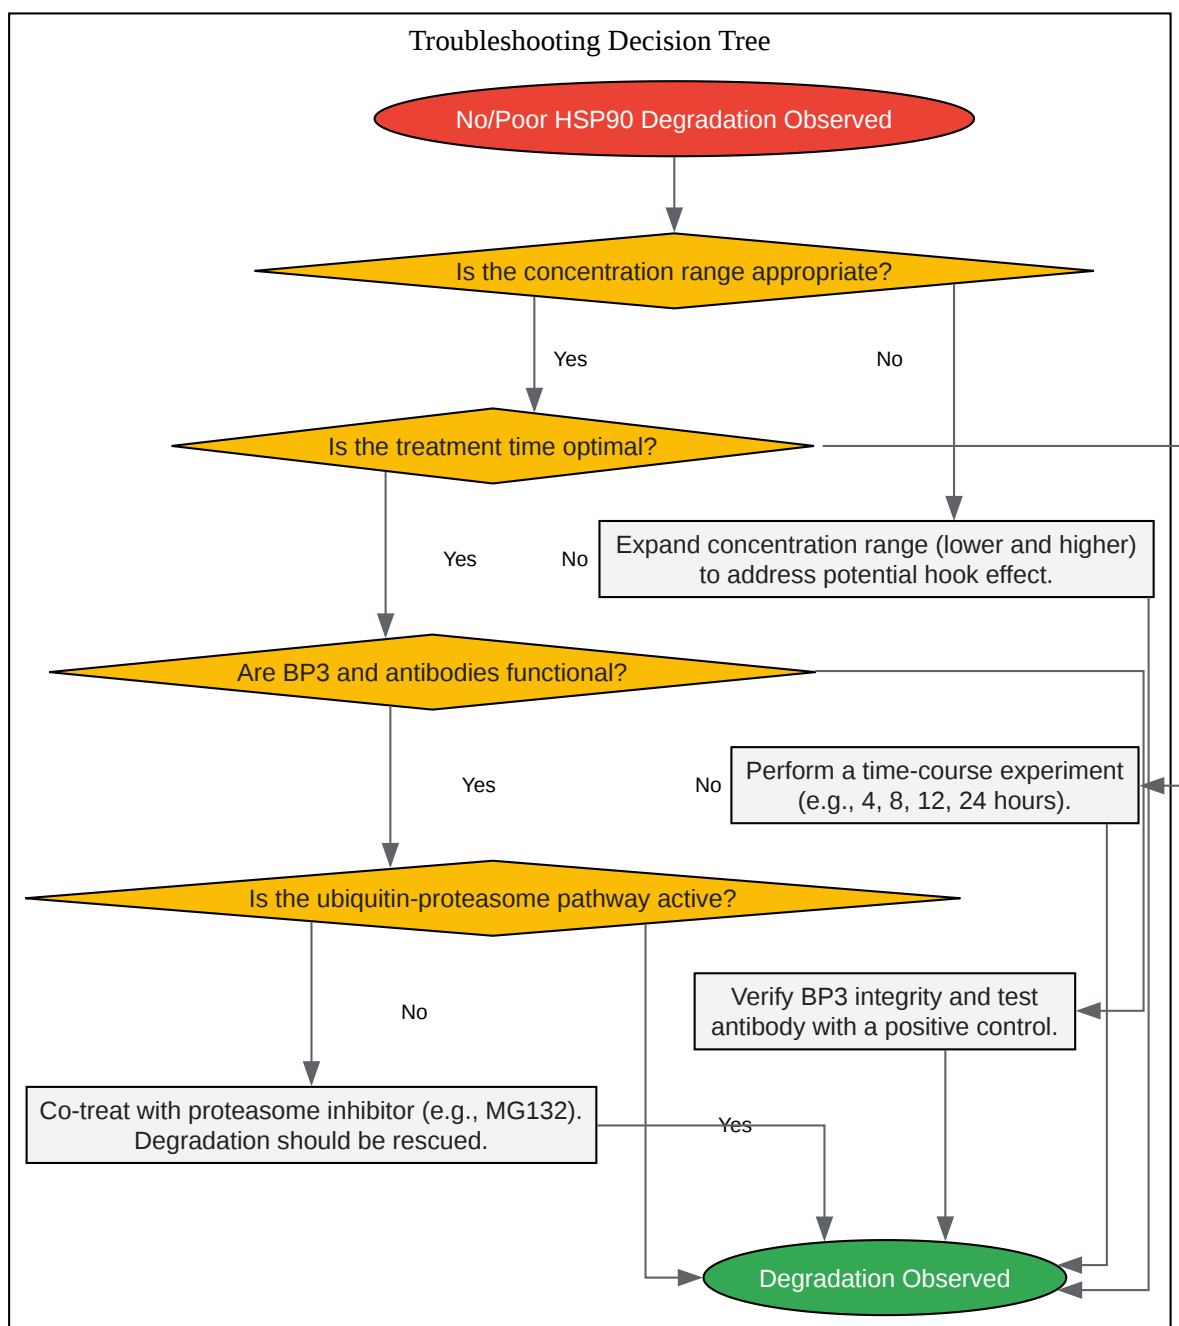 Troubleshooting Decision Tree
No/Poor HSP90 Degradation Observed
Is the concentration range appropriate?
Yes
No
Is the treatment time optimal?
Expand concentration range (lower and higher)
to address potential hook effect.
Yes
No
Are BP3 and antibodies functional?
Perform a time-course experiment
(e.g., 4, 8, 12, 24 hours).
Yes
No
Is the ubiquitin-proteasome pathway active?
Verify BP3 integrity and test
antibody with a positive control.
No
Co-treat with proteasome inhibitor (e.g., MG132).
Degradation should be rescued.
Yes
Degradation Observed